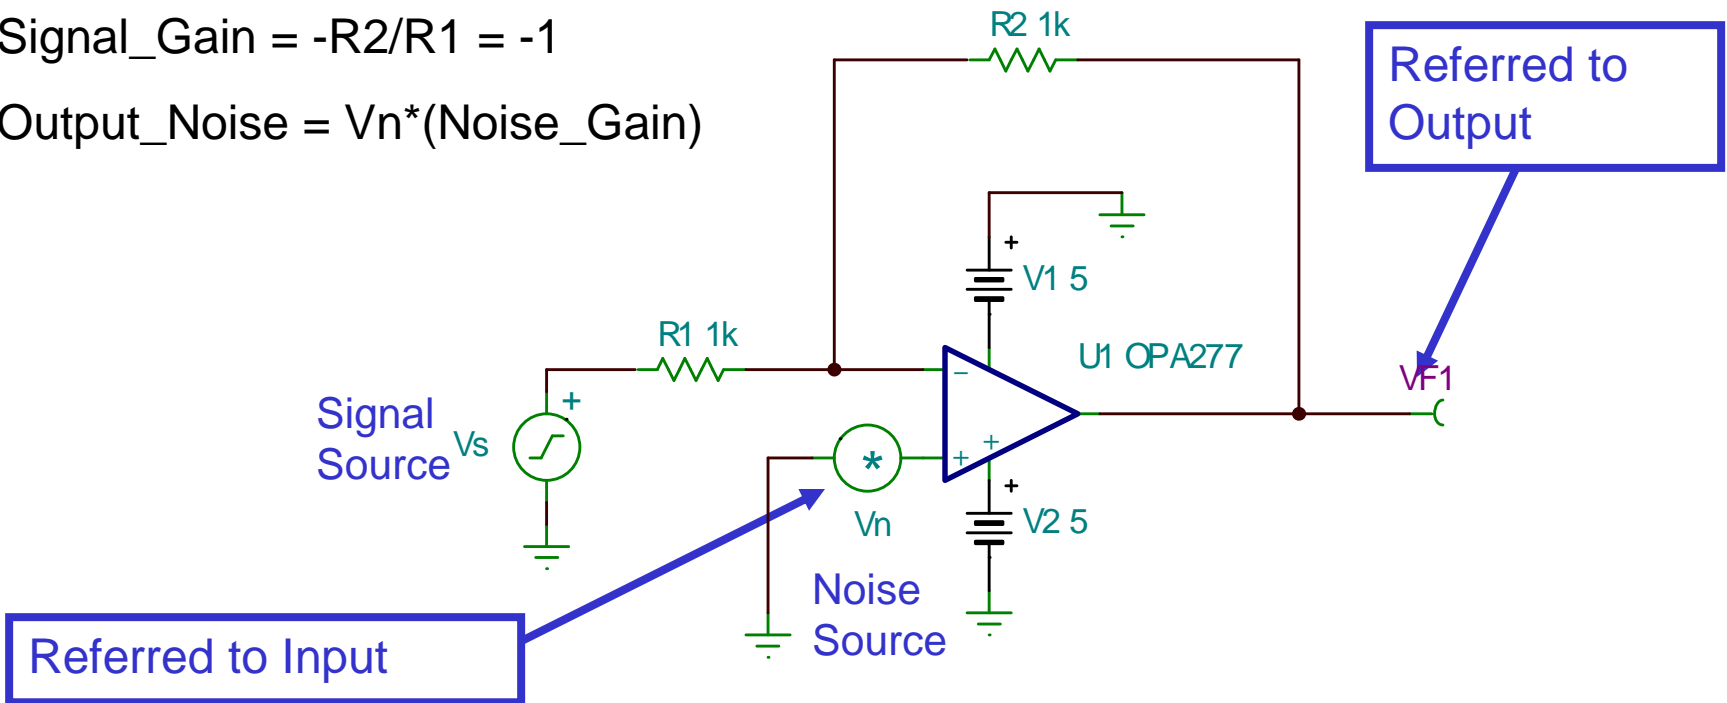 Signal_Gain = -R2/R1 = -1
Output_Noise = Vn*(Noise_Gain)
R2 1k
Referred to
Output
+
V1 5
R1 1k
U1 OPA277
VF1
+
Signal
Source
Vs
−
+
+
*
Vn
+
V2 5
Noise
Source
Referred to Input